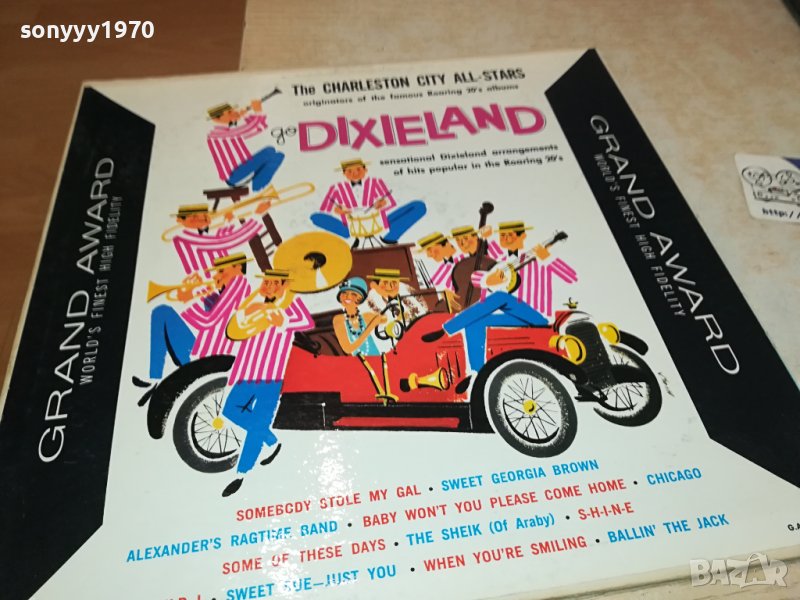 sonyyy1970
The CHARLESTON CITY ALL-STARS
originators of the famous Roaring 20's albums
go DIXIELAND
sensational Dixieland arrangements
of hits popular in the Roaring 20's
GRAND AWARD
WORLD'S FINEST HIGH FIDELITY
GRAND AWARD
WORLD'S FINEST HIGH FIDELITY
http:/
SOMEBODY STOLE MY GAL • SWEET GEORGIA BROWN
ALEXANDER'S RAGTIME BAND • BABY WON'T YOU PLEASE COME HOME • CHICAGO
SOME OF THESE DAYS • THE SHEIK (Of Araby) • S-H-I-N-E
SWEET SUE—JUST YOU • WHEN YOU'RE SMILING • BALLIN' THE JACK
G.A
BAZAR
bg